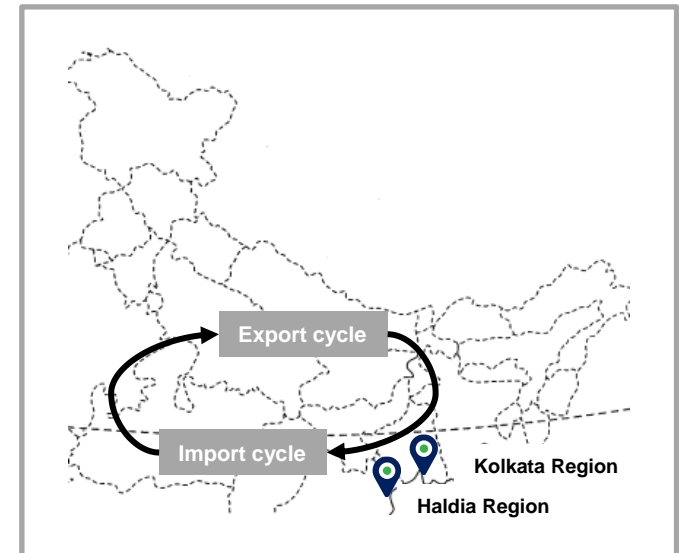 Export cycle
Import cycle
Kolkata Region
Haldia Region